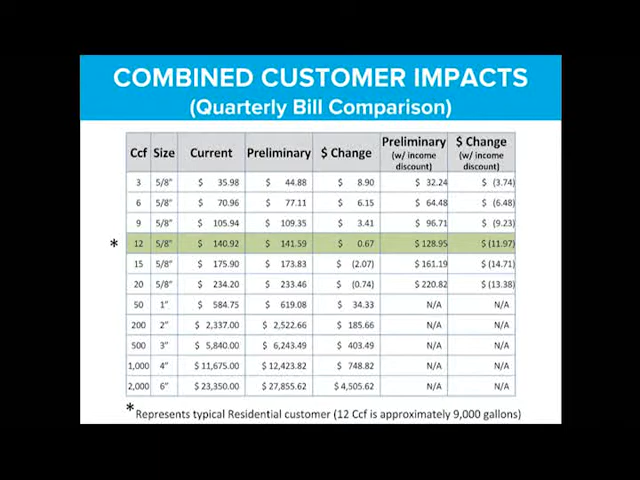 COMBINED CUSTOMER IMPACTS
(Quarterly Bill Comparison)
Ccf Size Current Preliminary $ Change Preliminary (w/ income discount) $ Change (w/ income discount)
3 5/8" $ 35.98 $ 44.88 $ 8.90 $ 32.24 $ (3.74)
6 5/8" $ 70.96 $ 77.11 $ 6.15 $ 64.48 $ (6.48)
9 5/8" $ 105.94 $ 109.35 $ 3.41 $ 96.71 $ (9.23)
* 12 5/8" $ 140.92 $ 141.59 $ 0.67 $ 128.95 $ (11.97)
15 5/8" $ 175.90 $ 173.83 $ (2.07) $ 161.19 $ (14.71)
20 5/8" $ 234.20 $ 233.46 $ (0.74) $ 220.82 $ (13.38)
50 1" $ 584.75 $ 619.08 $ 34.33 N/A N/A
200 2" $ 2,337.00 $ 2,522.66 $ 185.66 N/A N/A
500 3" $ 5,840.00 $ 6,243.49 $ 403.49 N/A N/A
1,000 4" $ 11,675.00 $ 12,423.82 $ 748.82 N/A N/A
2,000 6" $ 23,350.00 $ 27,855.62 $ 4,505.62 N/A N/A
* Represents typical Residential customer (12 Ccf is approximately 9,000 gallons)